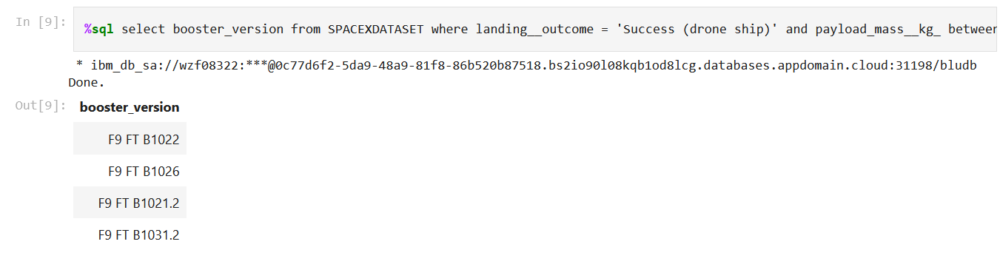 In [9]: %sql select booster_version from SPACEXDATASET where landing__outcome = 'Success (drone ship)' and payload_mass__kg_ between
* ibm_db_sa://wzf08322:***@0c77d6f2-5da9-48a9-81f8-86b520b87518.bs2io90l08kqb1od8lcg.databases.appdomain.cloud:31198/bludb
Done.
Out[9]: booster_version
F9 FT B1022
F9 FT B1026
F9 FT B1021.2
F9 FT B1031.2